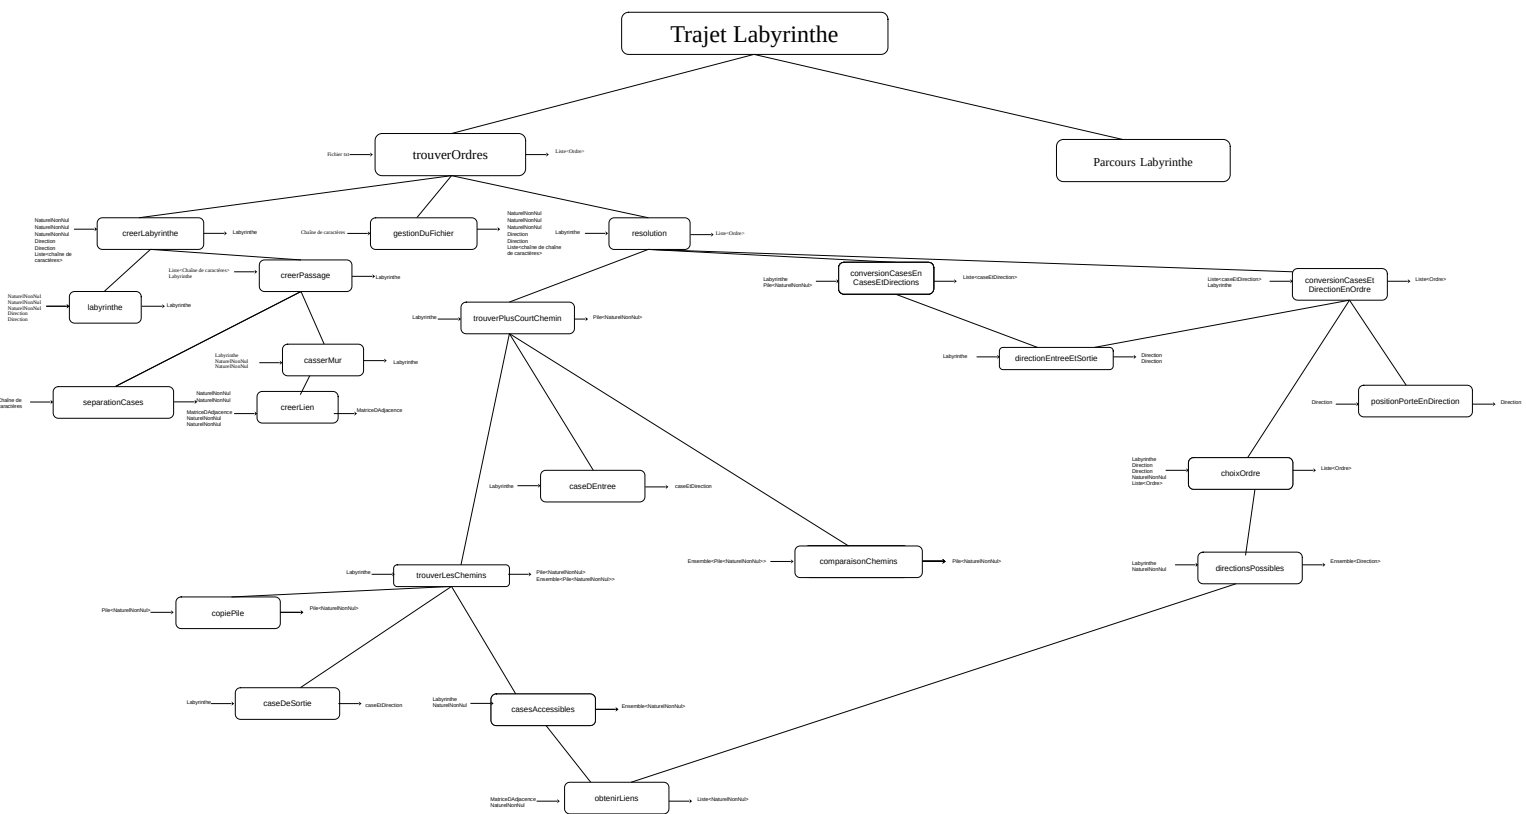 Trajet Labyrinthe
trouverOrdres
Fichier txt
Liste<Ordre>
Parcours Labyrinthe
NaturelNonNul
NaturelNonNul
NaturelNonNul
Direction
Direction
Liste<chaîne de
caractères>
creerLabyrinthe
Labyrinthe
Chaîne de caractères
gestionDuFichier
NaturelNonNul
NaturelNonNul
NaturelNonNul
Direction
Direction
Liste<chaîne de chaîne
de caractères>
Labyrinthe
resolution
Liste<Ordre>
Liste<Chaîne de caractères>
Labyrinthe
creerPassage
Labyrinthe
Labyrinthe
Pile<NaturelNonNul>
conversionCasesEn
CasesEtDirections
Liste<caseEtDirection>
Liste<caseEtDirection>
Labyrinthe
conversionCasesEt
DirectionEnOrdre
Liste<Ordre>
NaturelNonNul
NaturelNonNul
NaturelNonNul
Direction
Direction
labyrinthe
Labyrinthe
Labyrinthe
trouverPlusCourtChemin
Pile<NaturelNonNul>
Labyrinthe
NaturelNonNul
NaturelNonNul
casserMur
Labyrinthe
Labyrinthe
directionEntreeEtSortie
Direction
Direction
Chaîne de
caractères
separationCases
NaturelNonNul
NaturelNonNul
MatriceDAdjacence
NaturelNonNul
NaturelNonNul
creerLien
MatriceDAdjacence
Direction
positionPorteEnDirection
Direction
Labyrinthe
Direction
Direction
NaturelNonNul
Liste<Ordre>
choixOrdre
Liste<Ordre>
Labyrinthe
caseDEntree
caseEtDirection
Ensemble<Pile<NaturelNonNul>>
comparaisonChemins
Pile<NaturelNonNul>
Labyrinthe
NaturelNonNul
directionsPossibles
Ensemble<Direction>
Labyrinthe
trouverLesChemins
Pile<NaturelNonNul>
Ensemble<Pile<NaturelNonNul>>
Pile<NaturelNonNul>
copiePile
Pile<NaturelNonNul>
Labyrinthe
caseDeSortie
caseEtDirection
Labyrinthe
NaturelNonNul
casesAccessibles
Ensemble<NaturelNonNul>
MatriceDAdjacence
NaturelNonNul
obtenirLiens
Liste<NaturelNonNul>